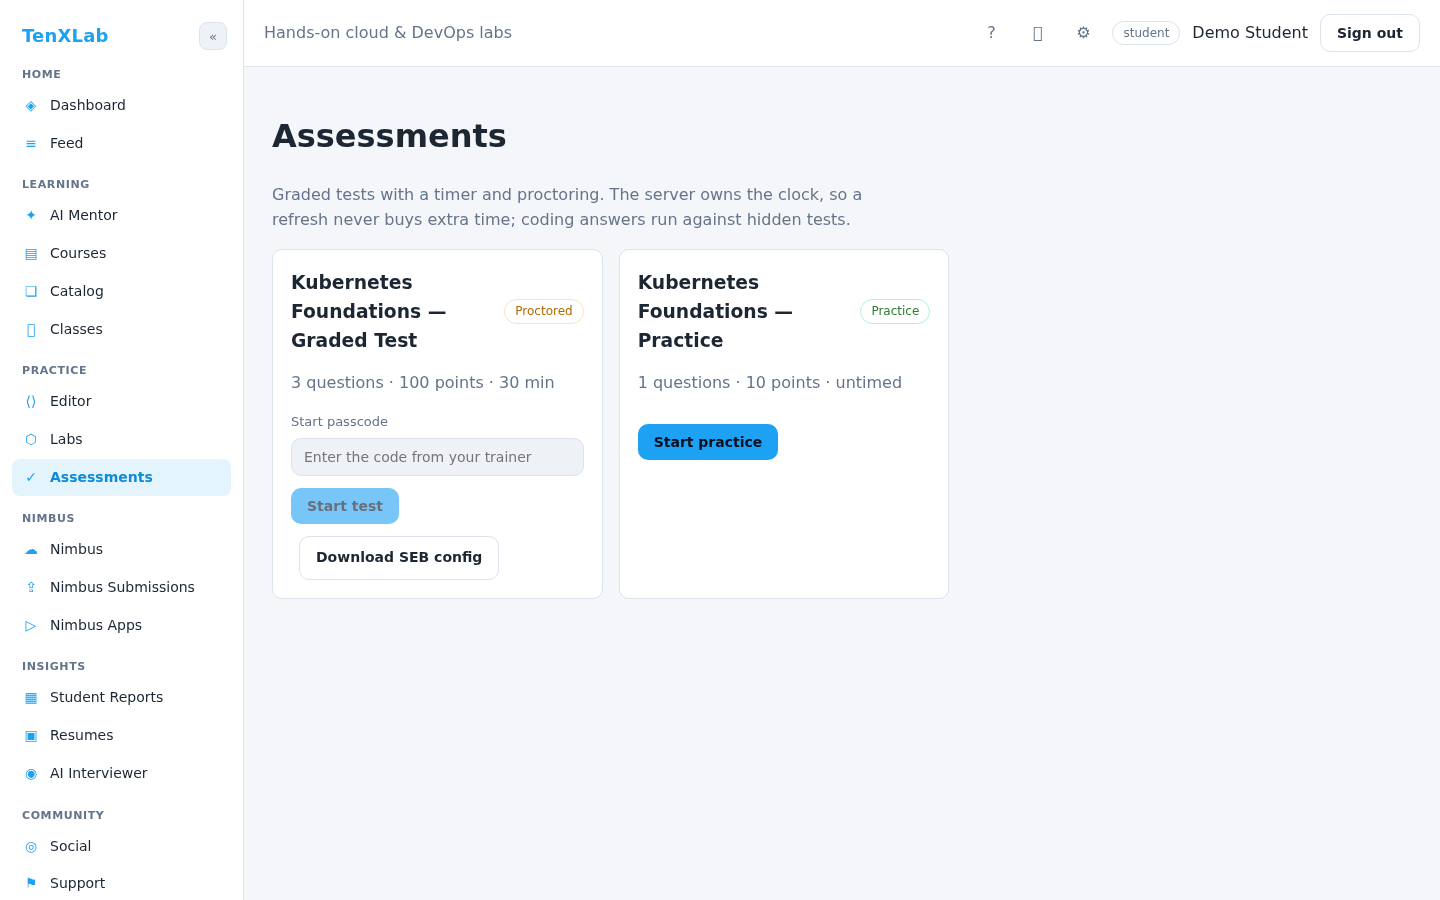 TenXLab
«
HOME
Dashboard
Feed
LEARNING
AI Mentor
Courses
Catalog
Classes
PRACTICE
Editor
Labs
Assessments
NIMBUS
Nimbus
Nimbus Submissions
Nimbus Apps
INSIGHTS
Student Reports
Resumes
AI Interviewer
COMMUNITY
Social
Support
Hands-on cloud & DevOps labs
?
student
Demo Student
Sign out
Assessments
Graded tests with a timer and proctoring. The server owns the clock, so a
refresh never buys extra time; coding answers run against hidden tests.
Kubernetes
Foundations —
Graded Test
Proctored
3 questions · 100 points · 30 min
Start passcode
Enter the code from your trainer
Start test
Download SEB config
Kubernetes
Foundations —
Practice
Practice
1 questions · 10 points · untimed
Start practice